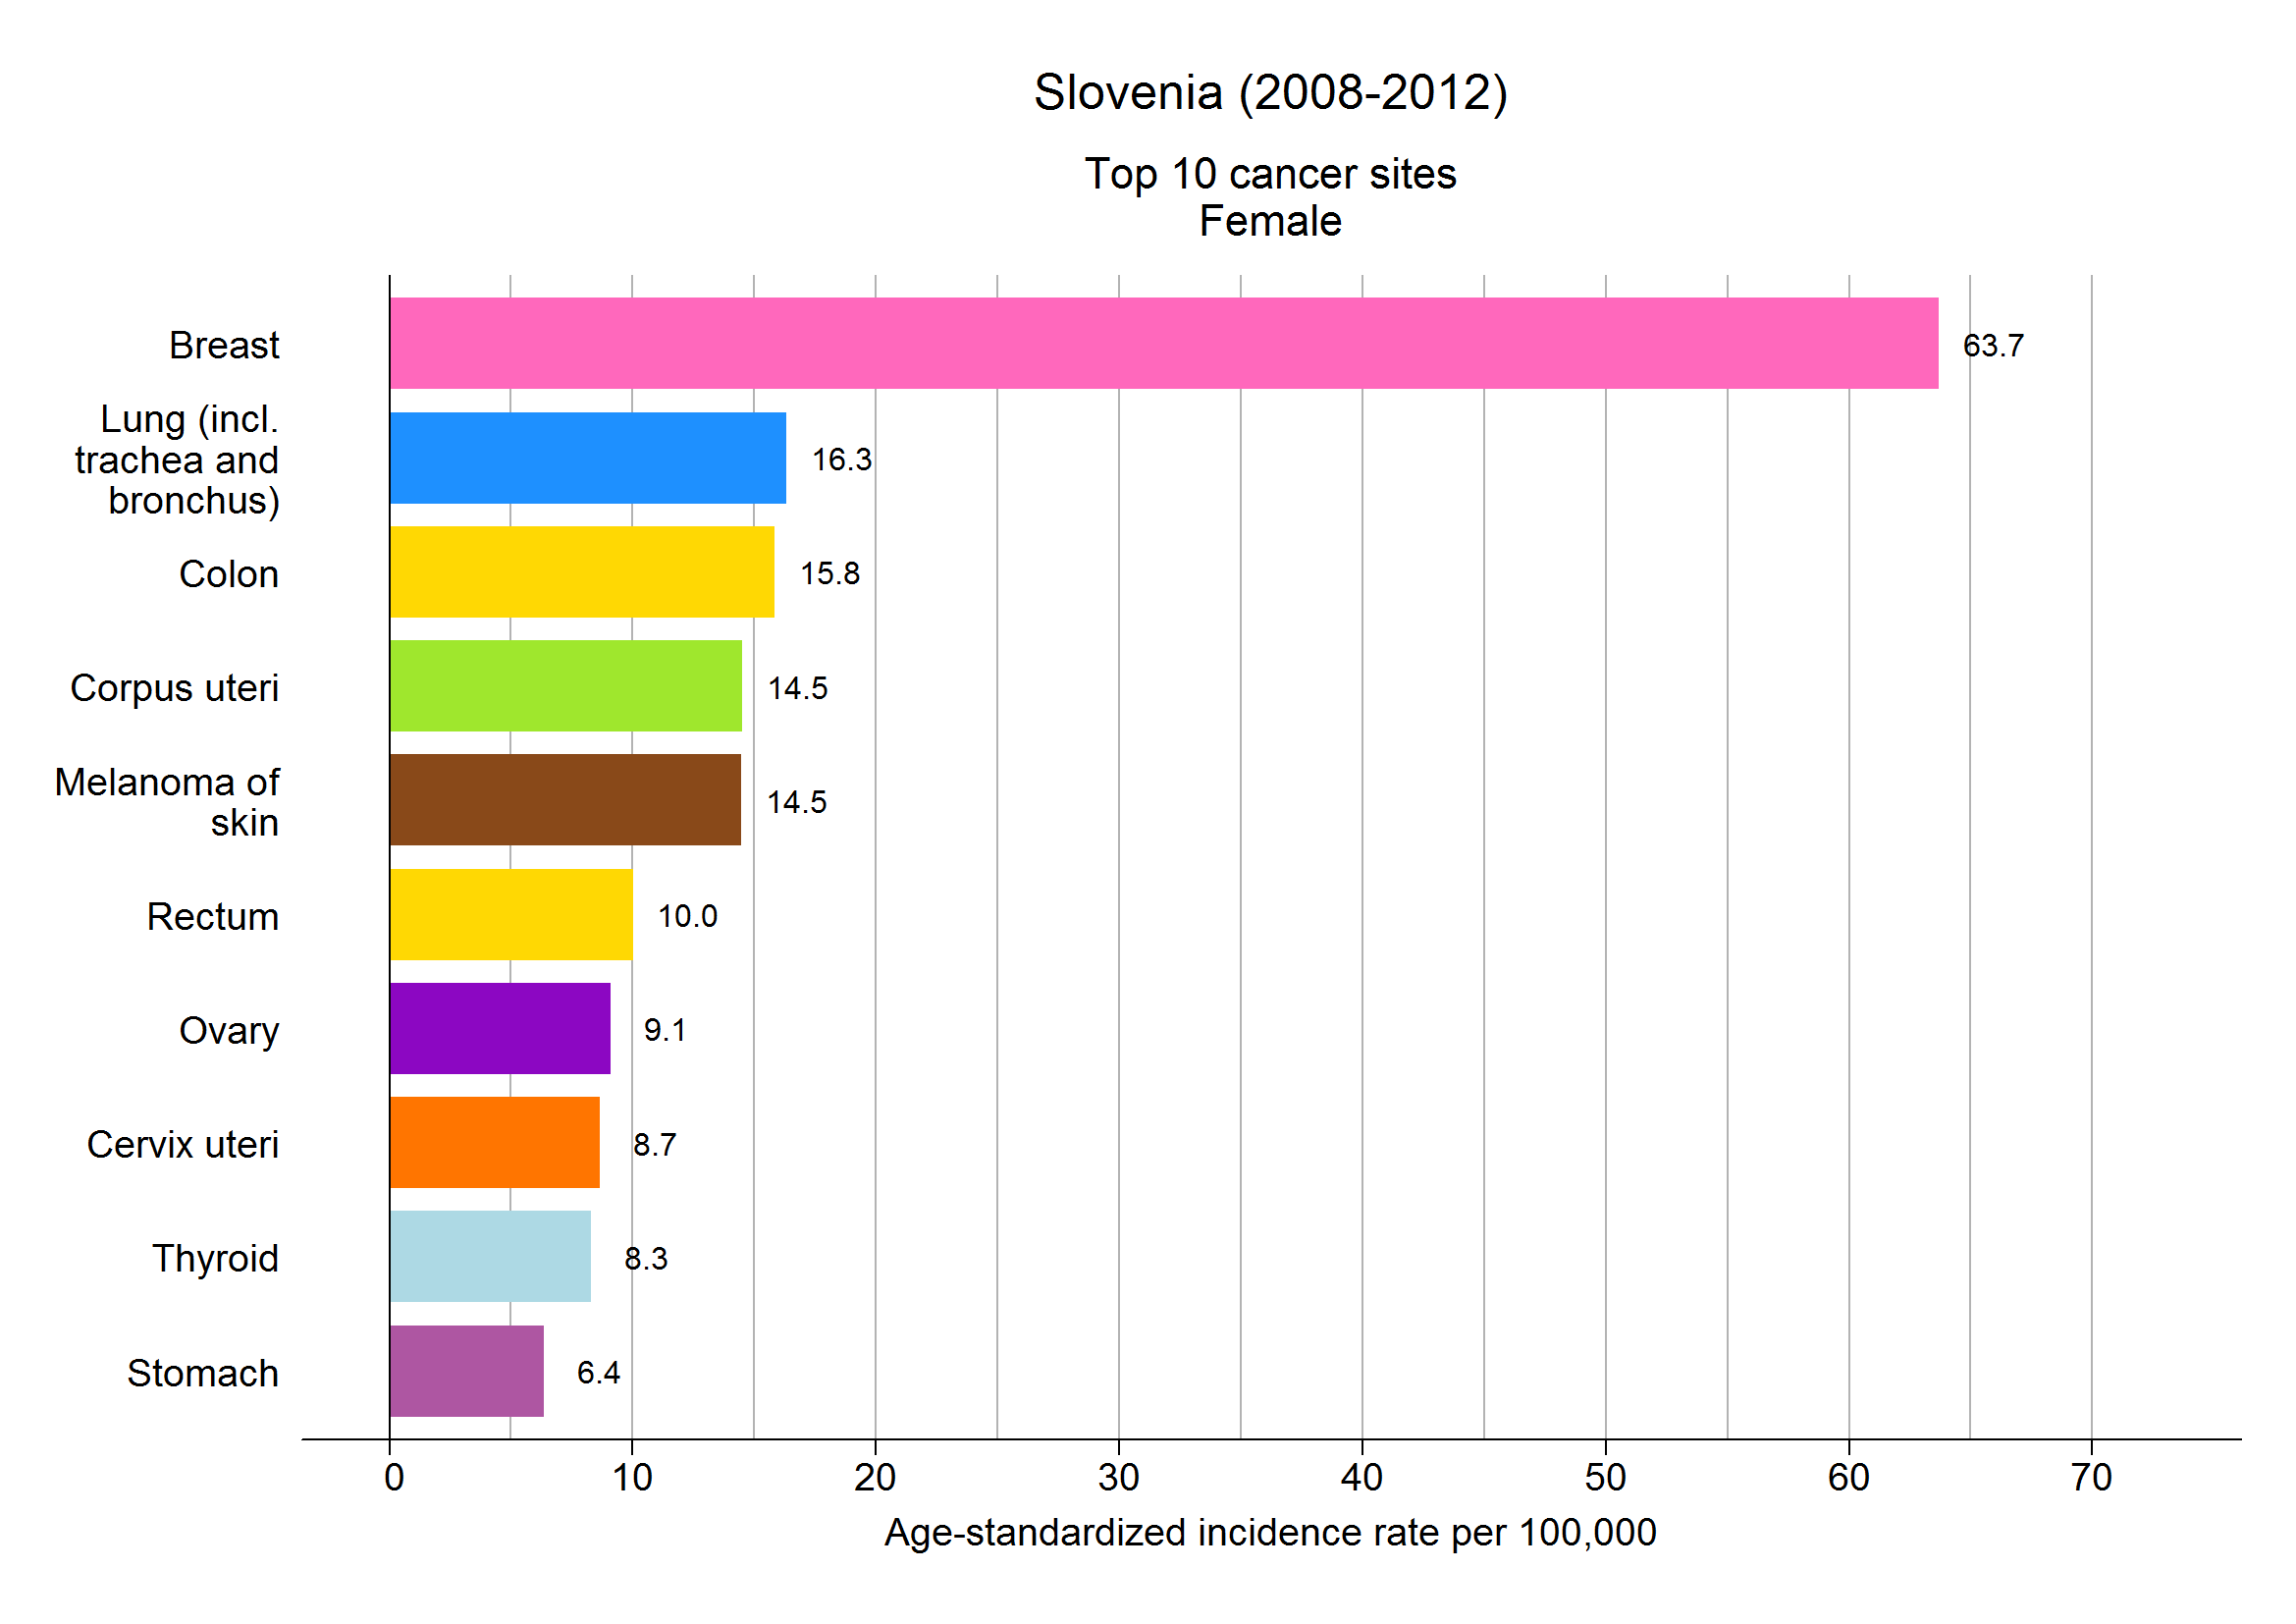 Slovenia (2008-2012)
Top 10 cancer sites
Female
Breast
63.7
Lung (incl.
trachea and
bronchus)
16.3
Colon
15.8
Corpus uteri
14.5
Melanoma of
skin
14.5
Rectum
10.0
Ovary
9.1
Cervix uteri
8.7
Thyroid
8.3
Stomach
6.4
0 10 20 30 40 50 60 70
Age-standardized incidence rate per 100,000